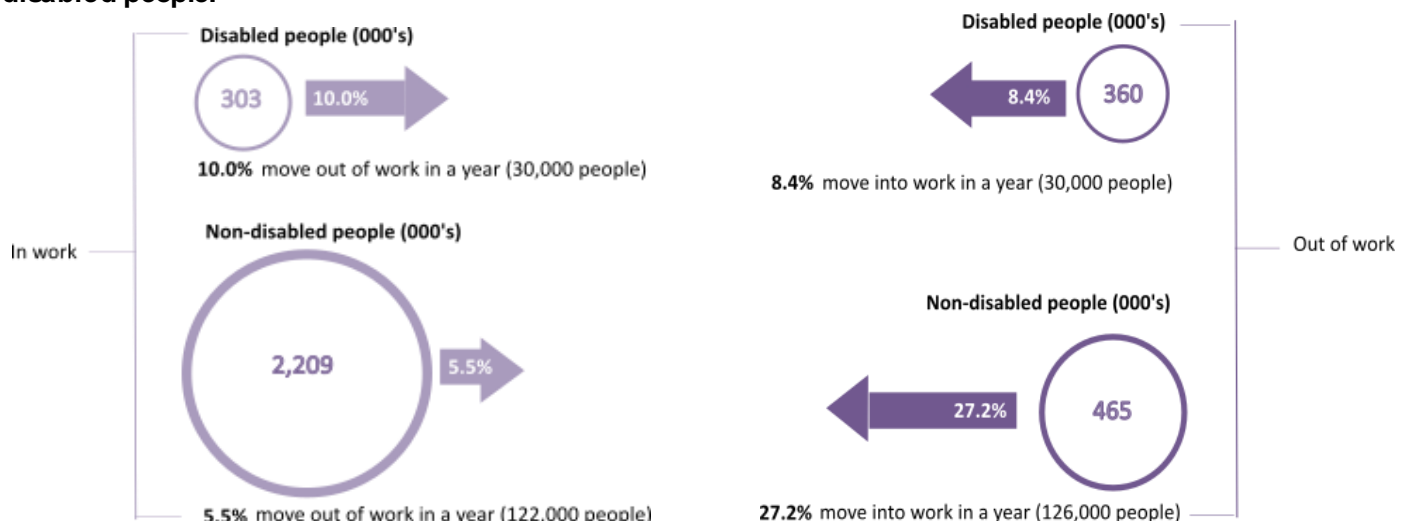 disabled people.
Disabled people (000's)
303
10.0%
10.0% move out of work in a year (30,000 people)
In work
Non-disabled people (000's)
2,209
5.5%
5.5% move out of work in a year (122,000 people)
Disabled people (000's)
8.4%
360
8.4% move into work in a year (30,000 people)
Out of work
Non-disabled people (000's)
27.2%
465
27.2% move into work in a year (126,000 people)